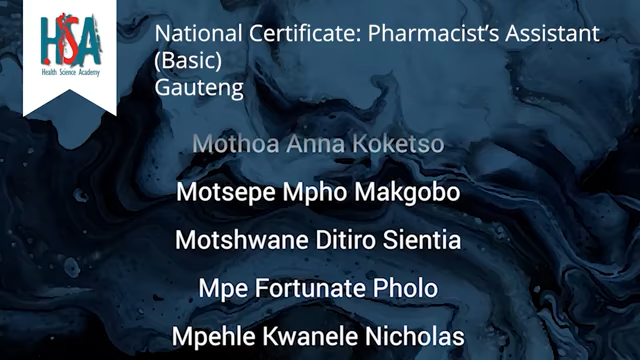 HSA
Health Science Academy
National Certificate: Pharmacist's Assistant
(Basic)
Gauteng
Mothoa Anna Koketso
Motsepe Mpho Makgobo
Motshwane Ditiro Sientia
Mpe Fortunate Pholo
Mpehle Kwanele Nicholas